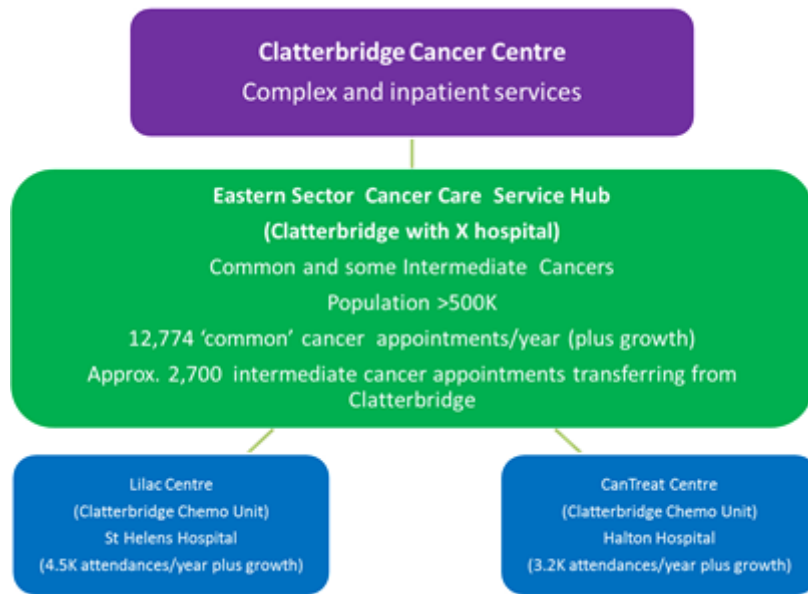 Clatterbridge Cancer Centre
Complex and inpatient services
Eastern Sector Cancer Care Service Hub
(Clatterbridge with X hospital)
Common and some Intermediate Cancers
Population >500K
12,774 ‘common’ cancer appointments/year (plus growth)
Approx. 2,700 intermediate cancer appointments transferring from
Clatterbridge
Lilac Centre
(Clatterbridge Chemo Unit)
St Helens Hospital
(4.5K attendances/year plus growth)
CanTreat Centre
(Clatterbridge Chemo Unit)
Halton Hospital
(3.2K attendances/year plus growth)